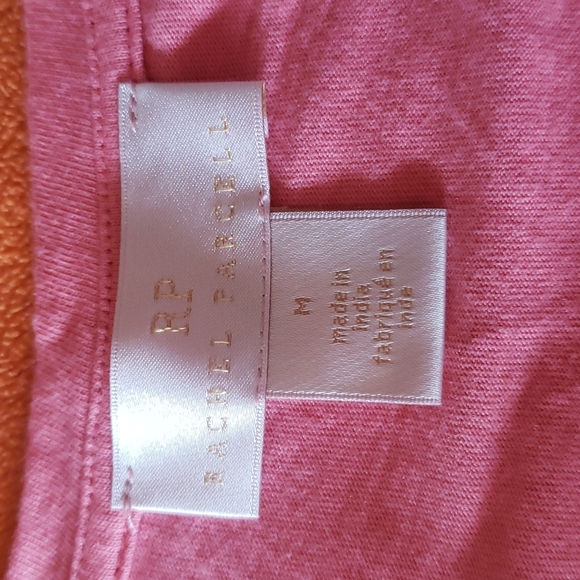 RP
RACHEL PARCELL
M
made in
india
fabriqué en
inde